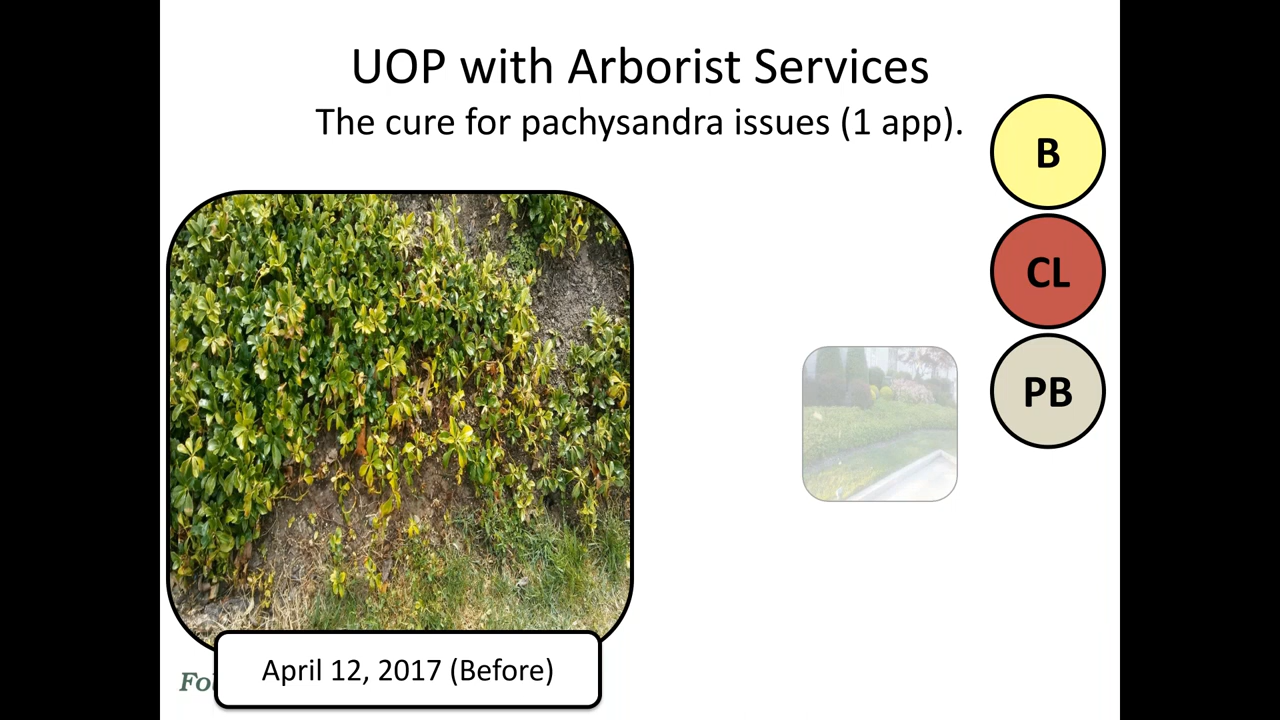 UOP with Arborist Services
The cure for pachysandra issues (1 app).
B
CL
PB
April 12, 2017 (Before)